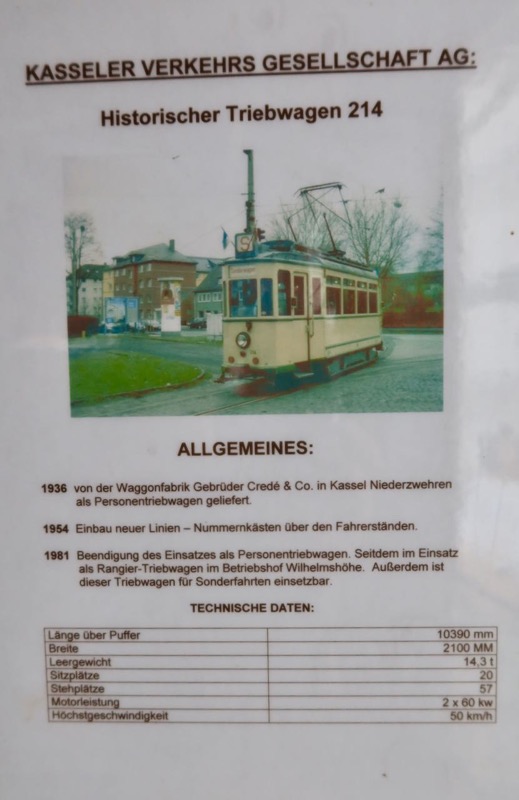 KASSELER VERKEHRS GESELLSCHAFT AG:
Historischer Triebwagen 214
ALLGEMEINES:
1936 von der Waggonfabrik Gebrüder Credé & Co. in Kassel Niederzwehren
als Personentriebwagen geliefert.
1954 Einbau neuer Linien – Nummernkästen über den Fahrerständen.
1981 Beendigung des Einsatzes als Personentriebwagen. Seitdem im Einsatz
als Rangier-Triebwagen im Betriebshof Wilhelmshöhe. Außerdem ist
dieser Triebwagen für Sonderfahrten einsetzbar.
TECHNISCHE DATEN:
Länge über Puffer 10390 mm
Breite 2100 MM
Leergewicht 14,3 t
Sitzplätze 20
Stehplätze 57
Motorleistung 2 x 60 kw
Höchstgeschwindigkeit 50 km/h